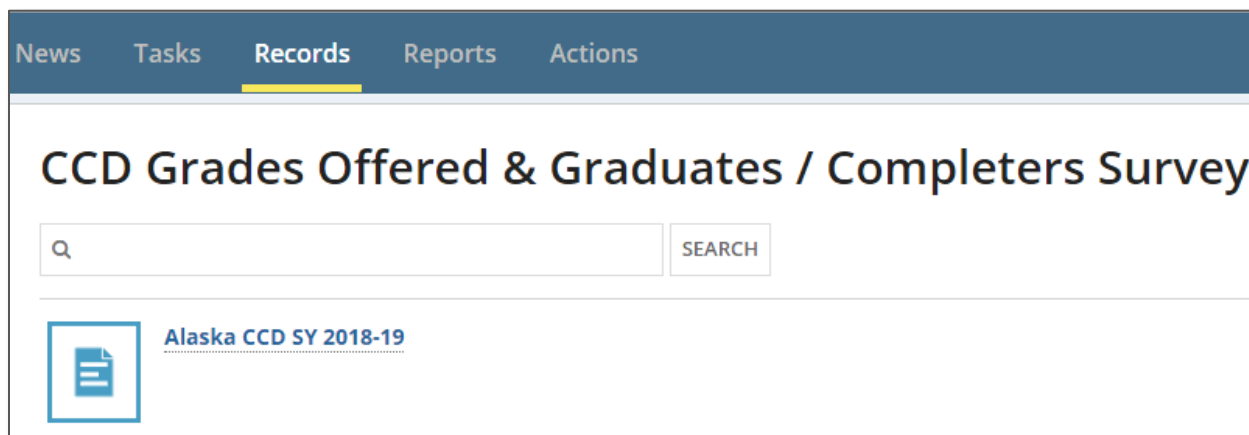 News Tasks Records Reports Actions
CCD Grades Offered & Graduates / Completers Survey
SEARCH
Alaska CCD SY 2018-19